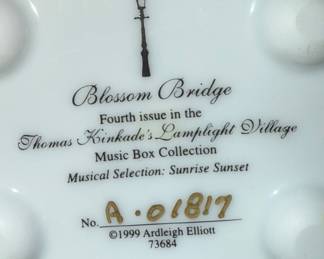 Blossom Bridge
Fourth issue in the
Thomas Kinkade's Lamplight Village
Music Box Collection
Musical Selection: Sunrise Sunset
No. A·01817
©1999 Ardleigh Elliott
73684